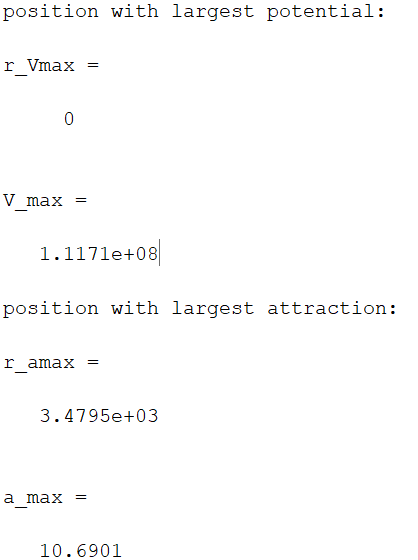 position with largest potential:
r_Vmax =
0
V_max =
1.1171e+08
position with largest attraction:
r_amax =
3.4795e+03
a_max =
10.6901